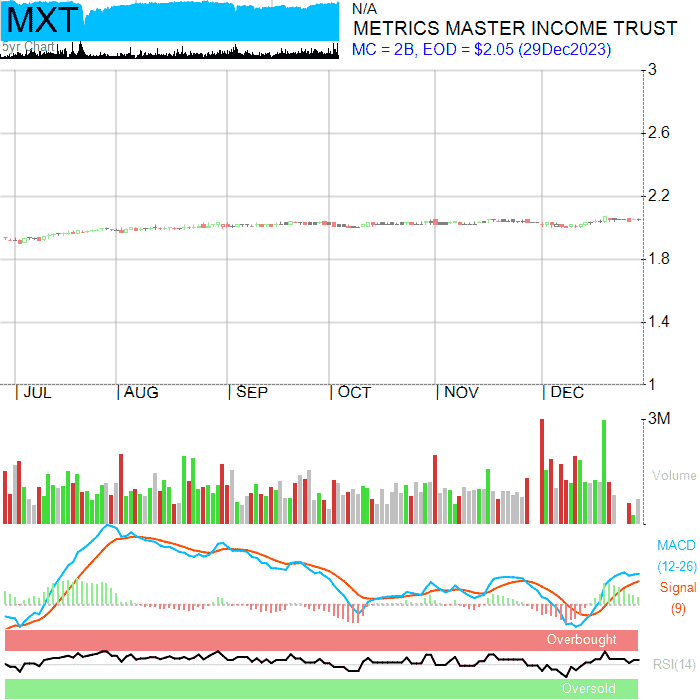 MXT
5yr Chart
N/A
METRICS MASTER INCOME TRUST
MC = 2B, EOD = $2.05 (29Dec2023)
3
2.6
2.2
1.8
1.4
1
JUL AUG SEP OCT NOV DEC
3M
Volume
MACD
(12-26)
Signal
(9)
Overbought
RSI(14)
Oversold